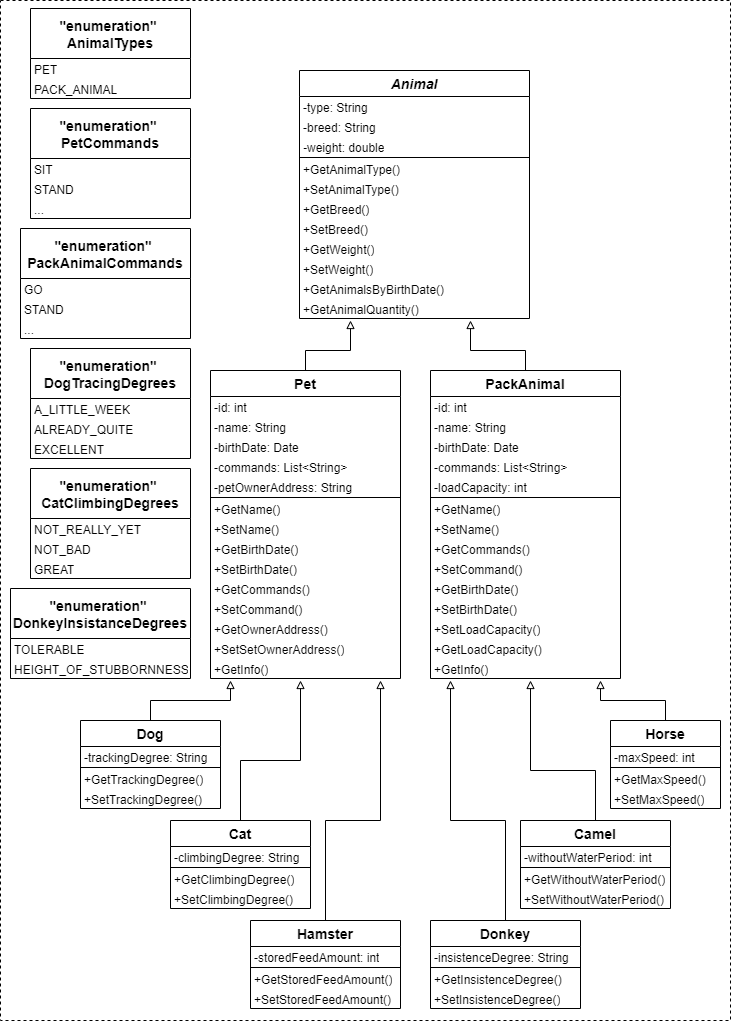 "enumeration"
AnimalTypes
PET
PACK_ANIMAL
"enumeration"
PetCommands
SIT
STAND
...
"enumeration"
PackAnimalCommands
GO
STAND
...
"enumeration"
DogTracingDegrees
A_LITTLE_WEEK
ALREADY_QUITE
EXCELLENT
"enumeration"
CatClimbingDegrees
NOT_REALLY_YET
NOT_BAD
GREAT
"enumeration"
DonkeyInsistanceDegrees
TOLERABLE
HEIGHT_OF_STUBBORNNESS
Animal
-type: String
-breed: String
-weight: double
+GetAnimalType()
+SetAnimalType()
+GetBreed()
+SetBreed()
+GetWeight()
+SetWeight()
+GetAnimalsByBirthDate()
+GetAnimalQuantity()
Pet
-id: int
-name: String
-birthDate: Date
-commands: List<String>
-petOwnerAddress: String
+GetName()
+SetName()
+GetBirthDate()
+SetBirthDate()
+GetCommands()
+SetCommand()
+GetOwnerAddress()
+SetSetOwnerAddress()
+GetInfo()
PackAnimal
-id: int
-name: String
-birthDate: Date
-commands: List<String>
-loadCapacity: int
+GetName()
+SetName()
+GetCommands()
+SetCommand()
+GetBirthDate()
+SetBirthDate()
+SetLoadCapacity()
+GetLoadCapacity()
+GetInfo()
Dog
-trackingDegree: String
+GetTrackingDegree()
+SetTrackingDegree()
Horse
-maxSpeed: int
+GetMaxSpeed()
+SetMaxSpeed()
Cat
-climbingDegree: String
+GetClimbingDegree()
+SetClimbingDegree()
Camel
-withoutWaterPeriod: int
+GetWithoutWaterPeriod()
+SetWithoutWaterPeriod()
Hamster
-storedFeedAmount: int
+GetStoredFeedAmount()
+SetStoredFeedAmount()
Donkey
-insistenceDegree: String
+GetInsistenceDegree()
+SetInsistenceDegree()